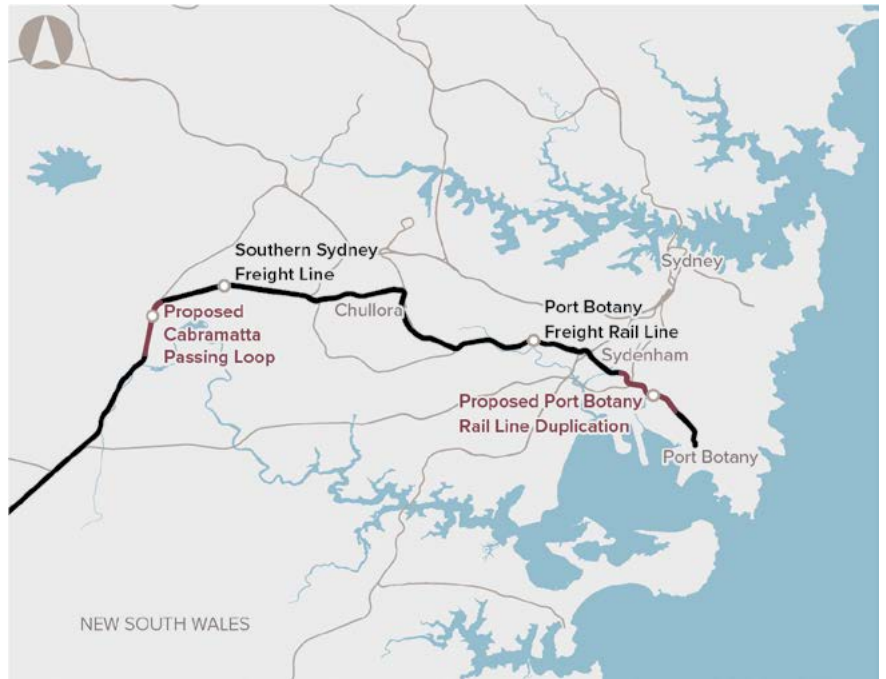 Southern Sydney
Freight Line
Proposed
Cabramatta
Passing Loop
Chullora
Port Botany
Freight Rail Line
Sydney
Sydenham
Proposed Port Botany
Rail Line Duplication
Port Botany
NEW SOUTH WALES